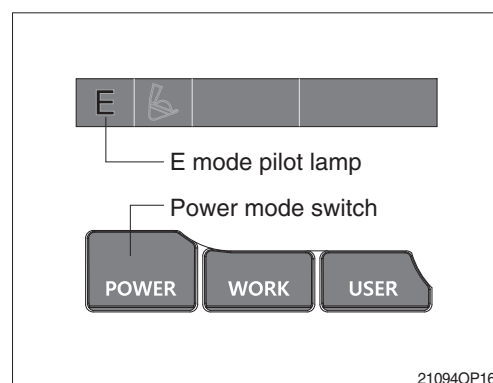 E
E mode pilot lamp
Power mode switch
POWER WORK USER
21094OP16